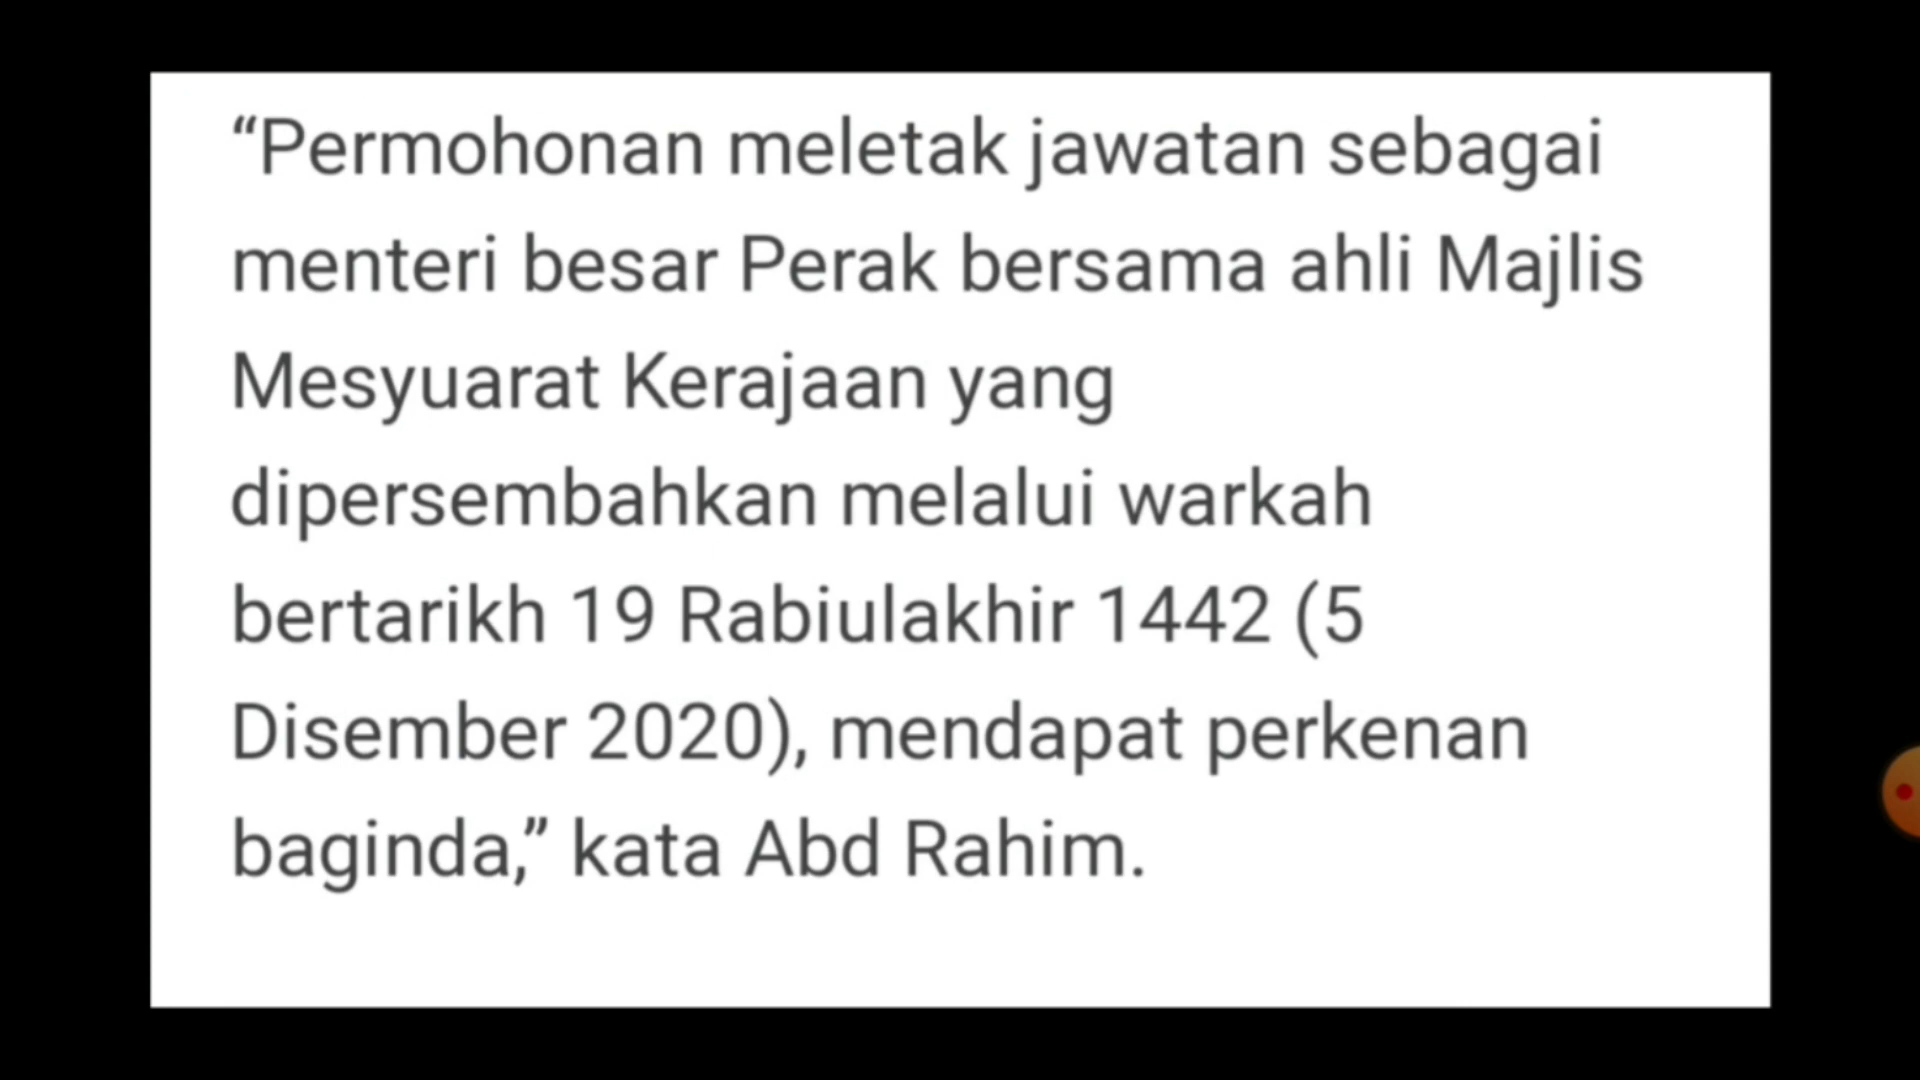 “Permohonan meletak jawatan sebagai
menteri besar Perak bersama ahli Majlis
Mesyuarat Kerajaan yang
dipersembahkan melalui warkah
bertarikh 19 Rabiulakhir 1442 (5
Disember 2020), mendapat perkenan
baginda,” kata Abd Rahim.